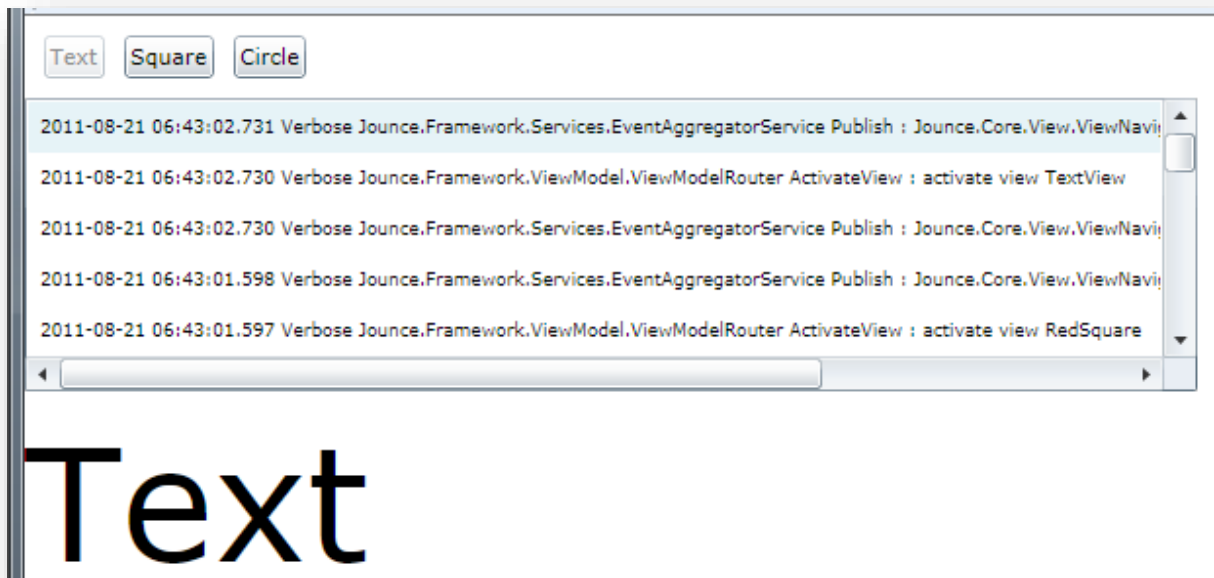 Text Square Circle
2011-08-21 06:43:02.731 Verbose Jounce.Framework.Services.EventAggregatorService Publish : Jounce.Core.View.ViewNavi
2011-08-21 06:43:02.730 Verbose Jounce.Framework.ViewModel.ViewModelRouter ActivateView : activate view TextView
2011-08-21 06:43:02.730 Verbose Jounce.Framework.Services.EventAggregatorService Publish : Jounce.Core.View.ViewNavi
2011-08-21 06:43:01.598 Verbose Jounce.Framework.Services.EventAggregatorService Publish : Jounce.Core.View.ViewNavi
2011-08-21 06:43:01.597 Verbose Jounce.Framework.ViewModel.ViewModelRouter ActivateView : activate view RedSquare
Text